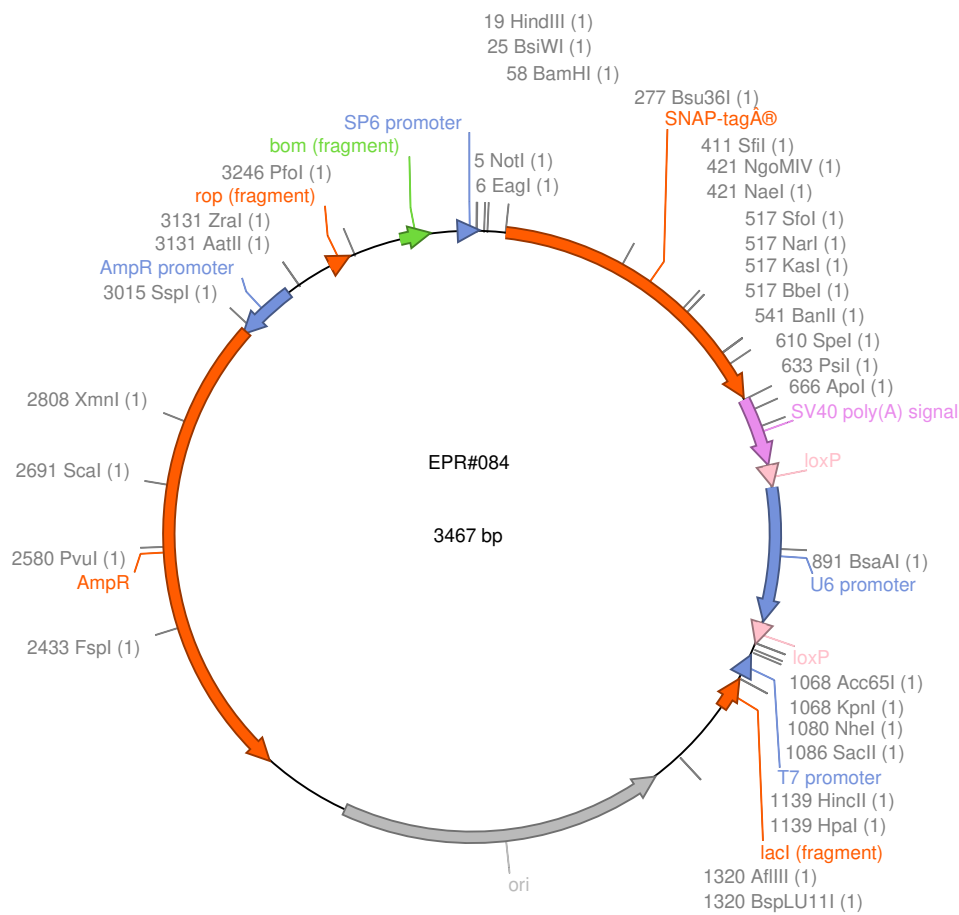 19 HindIII (1)
25 BsiWI (1)
58 BamHI (1)
277 Bsu36I (1)
SNAP-tagÂ®
SP6 promoter
bom (fragment)
5 NotI (1)
6 EagI (1)
411 SfiI (1)
421 NgoMIV (1)
421 NaeI (1)
3246 PfoI (1)
rop (fragment)
3131 ZraI (1)
3131 AatII (1)
AmpR promoter
3015 SspI (1)
517 SfoI (1)
517 NarI (1)
517 KasI (1)
517 BbeI (1)
541 BanII (1)
610 SpeI (1)
633 PsiI (1)
666 ApoI (1)
SV40 poly(A) signal
2808 XmnI (1)
2691 ScaI (1)
EPR#084
loxP
3467 bp
2580 PvuI (1)
AmpR
891 BsaAI (1)
U6 promoter
2433 FspI (1)
loxP
1068 Acc65I (1)
1068 KpnI (1)
1080 NheI (1)
1086 SacII (1)
T7 promoter
1139 HincII (1)
1139 HpaI (1)
lacI (fragment)
1320 AflIII (1)
1320 BspLU11I (1)
ori